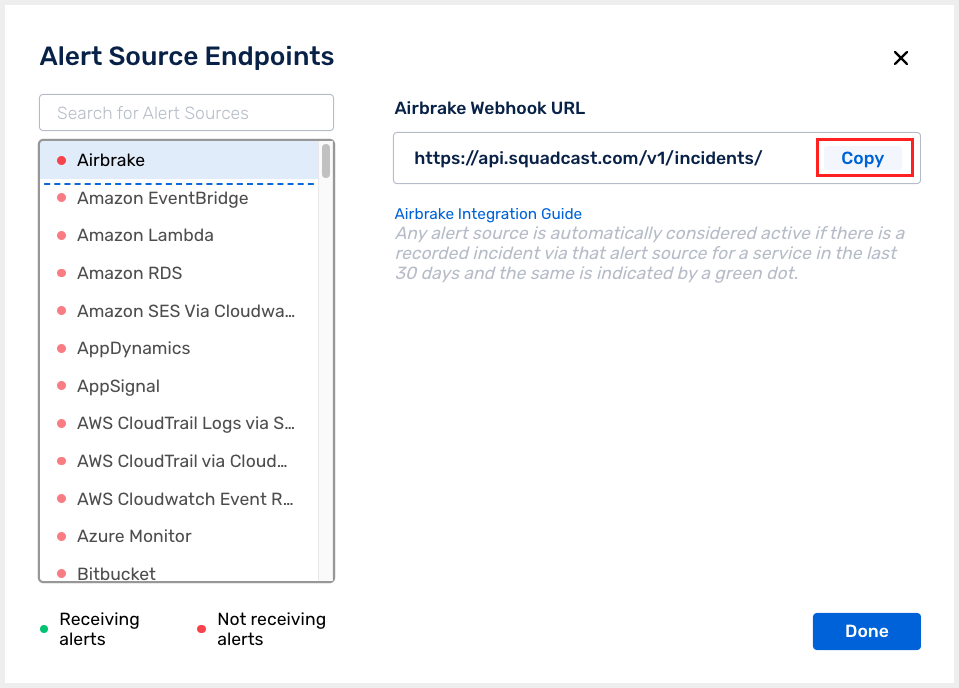 Alert Source Endpoints
Search for Alert Sources
Airbrake
Amazon EventBridge
Amazon Lambda
Amazon RDS
Amazon SES Via Cloudwa...
AppDynamics
AppSignal
AWS CloudTrail Logs via S...
AWS CloudTrail via Cloud...
AWS Cloudwatch Event R...
Azure Monitor
Bitbucket
Receiving
alerts
Not receiving
alerts
Airbrake Webhook URL
https://api.squadcast.com/v1/incidents/
Copy
Airbrake Integration Guide
Any alert source is automatically considered active if there is a
recorded incident via that alert source for a service in the last
30 days and the same is indicated by a green dot.
Done